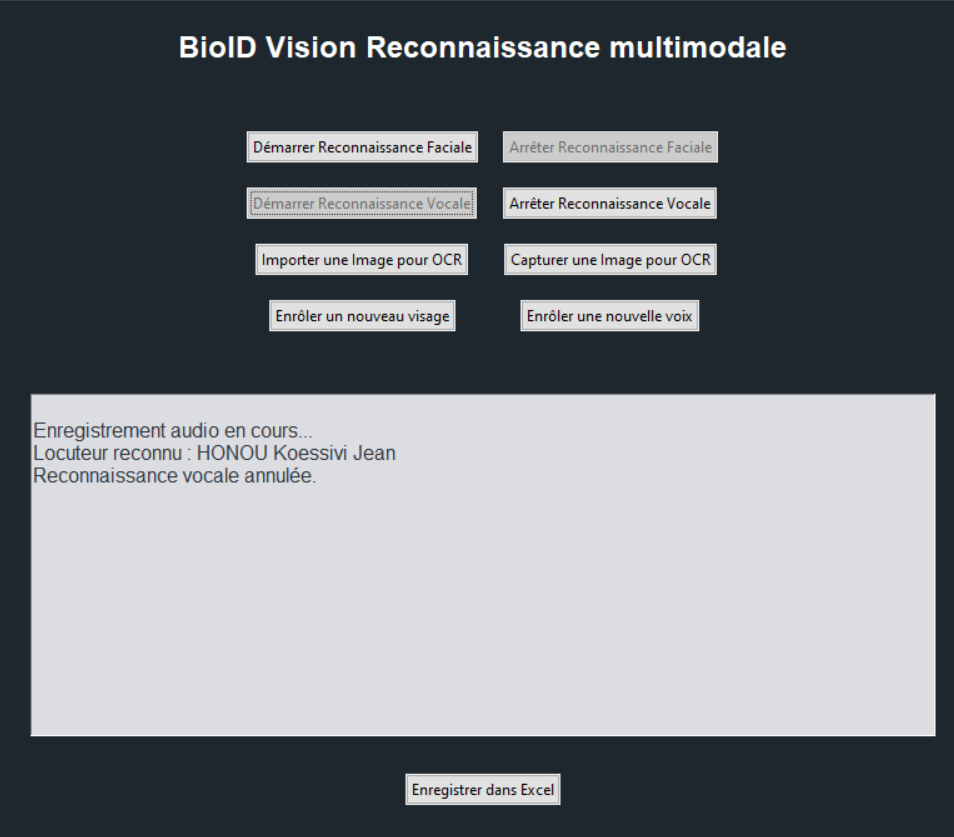 BioID Vision Reconnaissance multimodale
Démarrer Reconnaissance Faciale
Arrêter Reconnaissance Faciale
Démarrer Reconnaissance Vocale
Arrêter Reconnaissance Vocale
Importer une Image pour OCR
Capturer une Image pour OCR
Enrôler un nouveau visage
Enrôler une nouvelle voix
Enregistrement audio en cours...
Locuteur reconnu : HONOU Koessivi Jean
Reconnaissance vocale annulée.
Enregistrer dans Excel